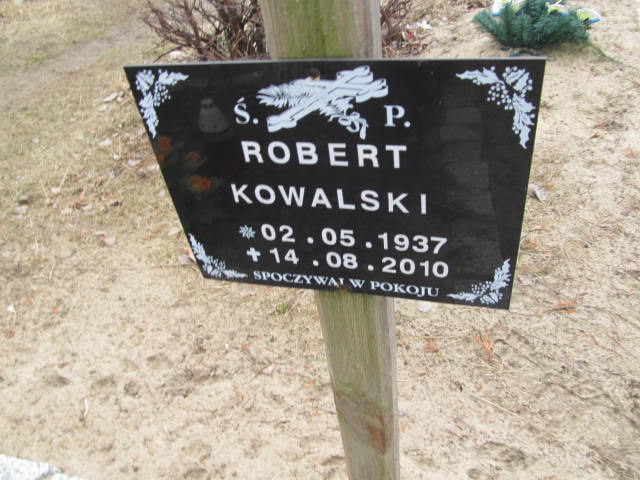 Ś. P.
ROBERT
KOWALSKI
* 02.05.1937
+ 14.08.2010
SPOCZYWAJ W POKOJU